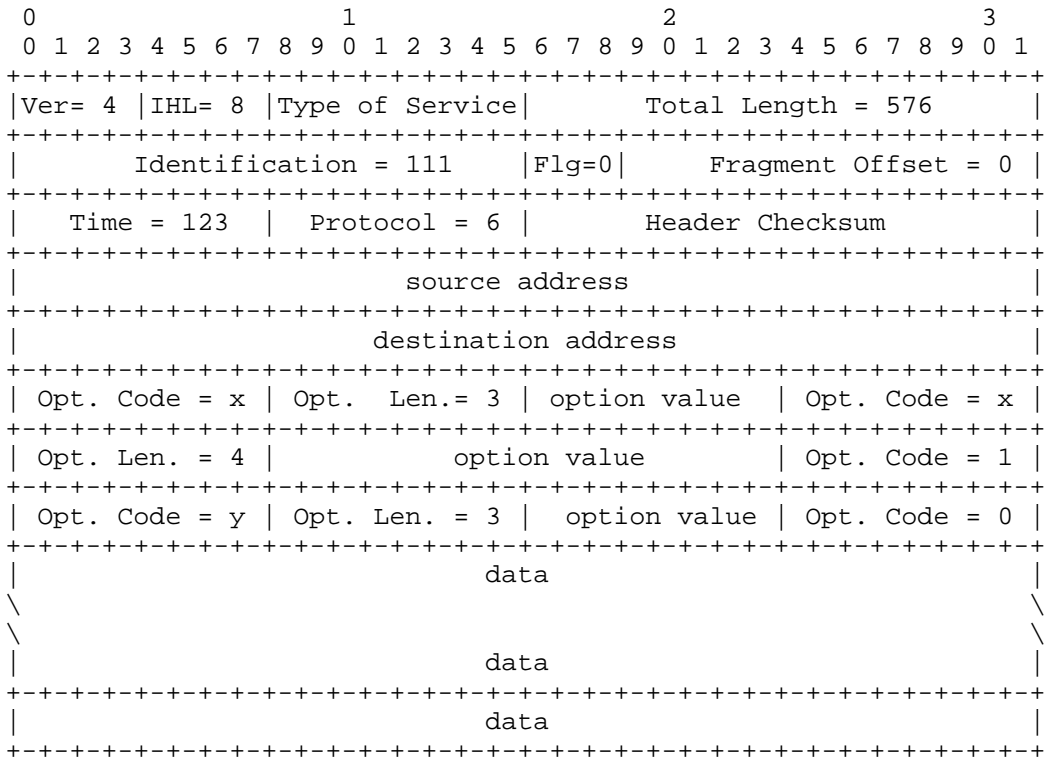 0                   1                   2                   3
0 1 2 3 4 5 6 7 8 9 0 1 2 3 4 5 6 7 8 9 0 1 2 3 4 5 6 7 8 9 0 1
+-+-+-+-+-+-+-+-+-+-+-+-+-+-+-+-+-+-+-+-+-+-+-+-+-+-+-+-+-+-+-+-+
|Ver= 4 |IHL= 8 |Type of Service|       Total Length = 576      |
+-+-+-+-+-+-+-+-+-+-+-+-+-+-+-+-+-+-+-+-+-+-+-+-+-+-+-+-+-+-+-+-+
|       Identification = 111    |Flg=0|     Fragment Offset = 0 |
+-+-+-+-+-+-+-+-+-+-+-+-+-+-+-+-+-+-+-+-+-+-+-+-+-+-+-+-+-+-+-+-+
|   Time = 123  |  Protocol = 6 |       Header Checksum         |
+-+-+-+-+-+-+-+-+-+-+-+-+-+-+-+-+-+-+-+-+-+-+-+-+-+-+-+-+-+-+-+-+
|                        source address                         |
+-+-+-+-+-+-+-+-+-+-+-+-+-+-+-+-+-+-+-+-+-+-+-+-+-+-+-+-+-+-+-+-+
|                      destination address                      |
+-+-+-+-+-+-+-+-+-+-+-+-+-+-+-+-+-+-+-+-+-+-+-+-+-+-+-+-+-+-+-+-+
| Opt. Code = x | Opt.  Len.= 3 | option value  | Opt. Code = x |
+-+-+-+-+-+-+-+-+-+-+-+-+-+-+-+-+-+-+-+-+-+-+-+-+-+-+-+-+-+-+-+-+
| Opt. Len. = 4 |           option value        | Opt. Code = 1 |
+-+-+-+-+-+-+-+-+-+-+-+-+-+-+-+-+-+-+-+-+-+-+-+-+-+-+-+-+-+-+-+-+
| Opt. Code = y | Opt. Len. = 3 |  option value | Opt. Code = 0 |
+-+-+-+-+-+-+-+-+-+-+-+-+-+-+-+-+-+-+-+-+-+-+-+-+-+-+-+-+-+-+-+-+
|                             data                              |
\                                                               \
\                                                               \
|                             data                              |
+-+-+-+-+-+-+-+-+-+-+-+-+-+-+-+-+-+-+-+-+-+-+-+-+-+-+-+-+-+-+-+-+
|                             data                              |
+-+-+-+-+-+-+-+-+-+-+-+-+-+-+-+-+-+-+-+-+-+-+-+-+-+-+-+-+-+-+-+-+